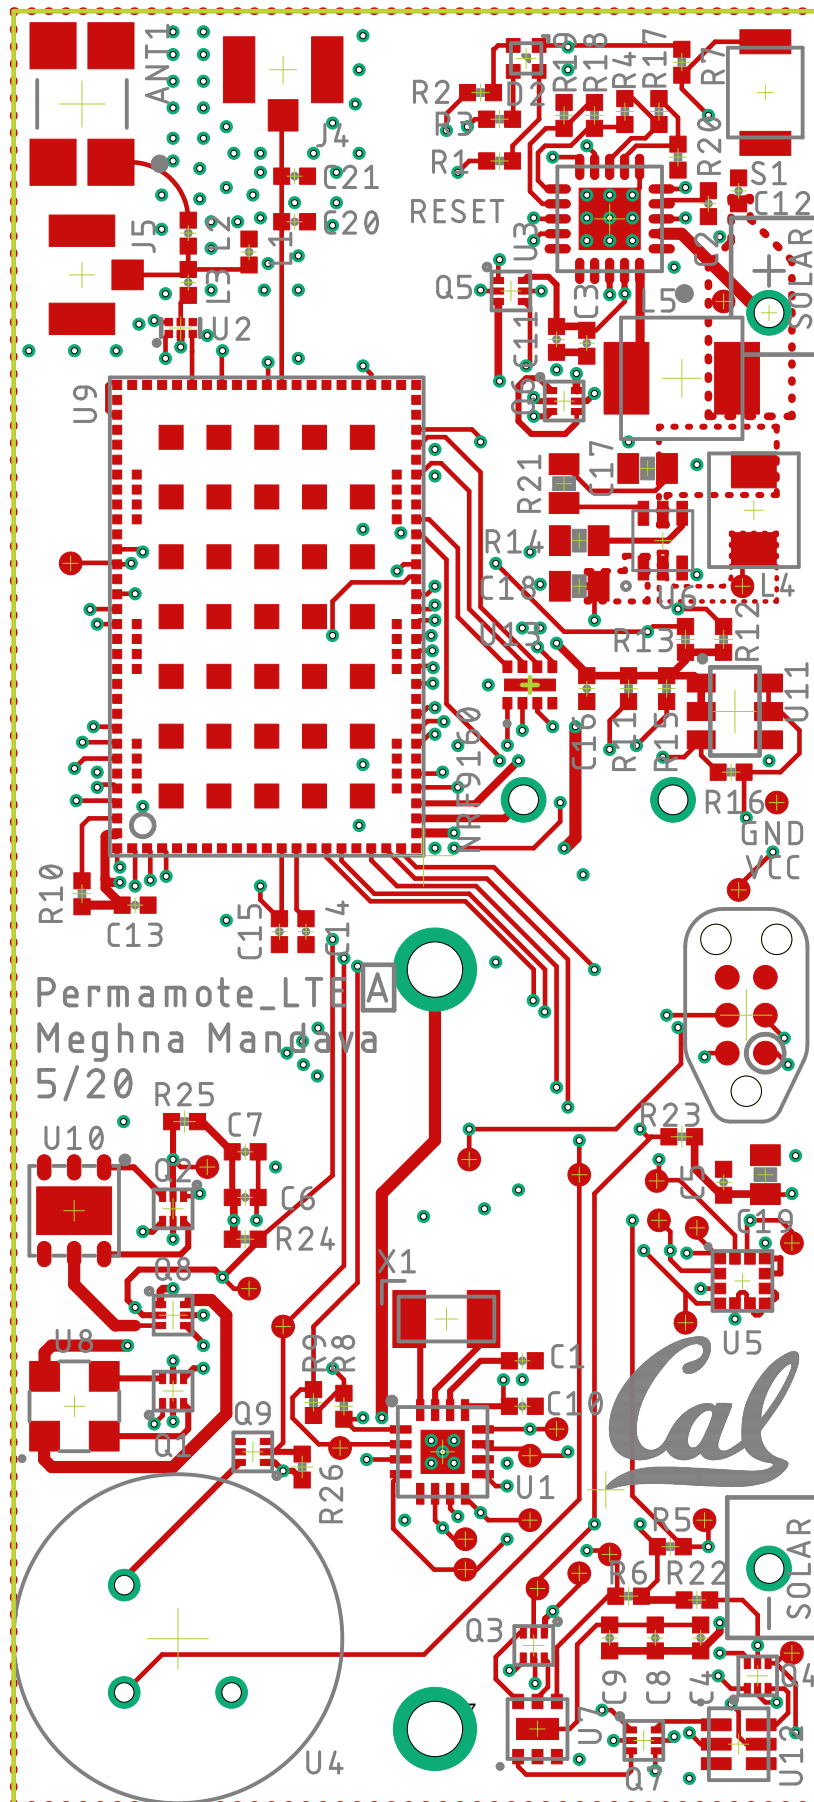 ANT1
J4
R19
R18
R4
R17
R7
R2
D2
R3
R1
R20
C21
S1
C12
C20
RESET
J5
L2
L1
L3
U3
C2
SOLAR
+
Q5
C3
L5
U2
C11
Q6
U9
R21
C17
R14
C18
U6
L4
U13
R13
R12
U11
C16
R11
R15
NRF9160
R16
GND
VCC
R10
C13
C15
C14
Permamote_LTE A
Meghna Mandava
5/20
R25
C7
U10
Q2
C6
R24
R23
C5
C19
Q8
X1
U5
U8
R9
R8
C1
Cal
C10
Q1
Q9
R26
U1
R5
R6
R22
SOLAR
Q3
C9
C8
C4
Q4
U7
Q7
U12
U4